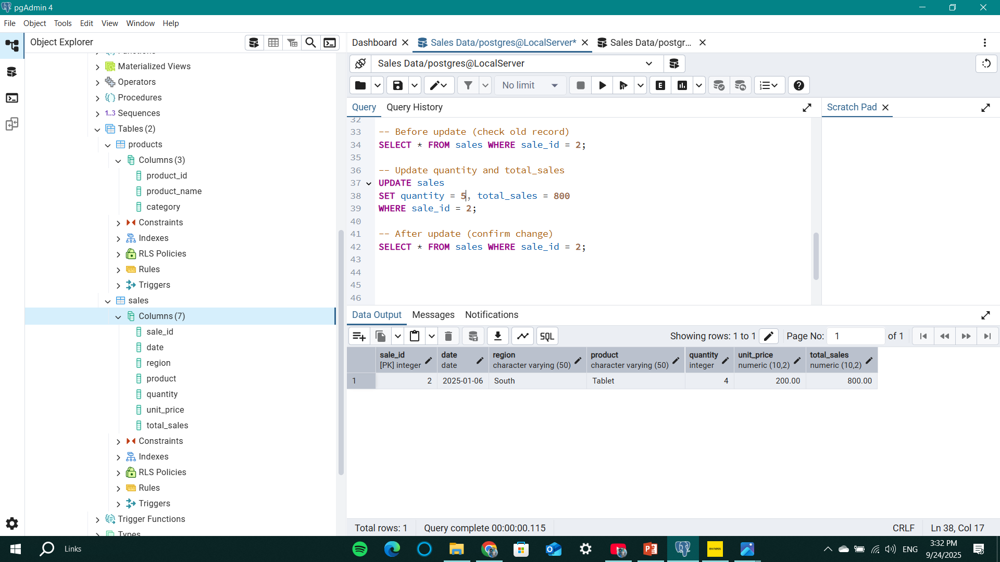 pgAdmin 4
File Object Tools Edit View Window Help
Object Explorer
Dashboard
Sales Data/postgres@LocalServer*
Sales Data/postgr...
Functions
Materialized Views
Operators
Procedures
1..3 Sequences
Tables (2)
products
Columns (3)
product_id
product_name
category
Constraints
Indexes
RLS Policies
Rules
Triggers
sales
Columns (7)
sale_id
date
region
product
quantity
unit_price
total_sales
Constraints
Indexes
RLS Policies
Rules
Triggers
Trigger Functions
Types
Sales Data/postgres@LocalServer
No limit
E
Query Query History
Scratch Pad
32
33 -- Before update (check old record)
34 SELECT * FROM sales WHERE sale_id = 2;
35
36 -- Update quantity and total_sales
37 UPDATE sales
38 SET quantity = 5, total_sales = 800
39 WHERE sale_id = 2;
40
41 -- After update (confirm change)
42 SELECT * FROM sales WHERE sale_id = 2;
43
44
45
46
Data Output Messages Notifications
SQL
Showing rows: 1 to 1
Page No: 1 of 1
sale_id date region product quantity unit_price total_sales
[PK] integer date character varying (50) character varying (50) integer numeric (10,2) numeric (10,2)
1 2 2025-01-06 South Tablet 4 200.00 800.00
Total rows: 1
Query complete 00:00:00.115
CRLF
Ln 38, Col 17
Links
exness
ENG
3:32 PM
9/24/2025